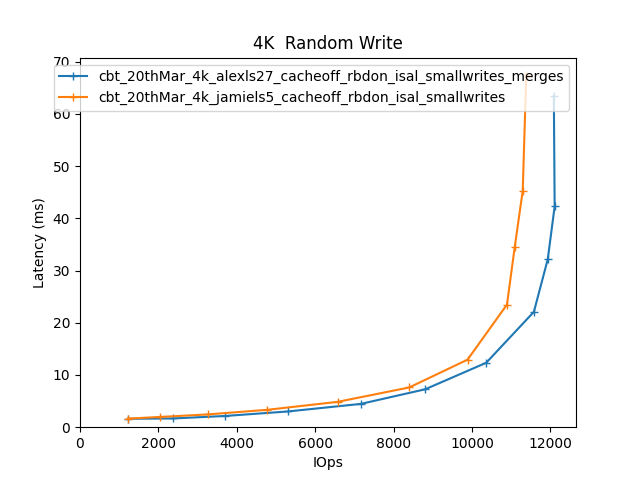 4K  Random Write
cbt_20thMar_4k_alexls27_cacheoff_rbdon_isal_smallwrites_merges
cbt_20thMar_4k_jamiels5_cacheoff_rbdon_isal_smallwrites
Latency (ms)
70
60
50
40
30
20
10
0
0 2000 4000 6000 8000 10000 12000
IOps